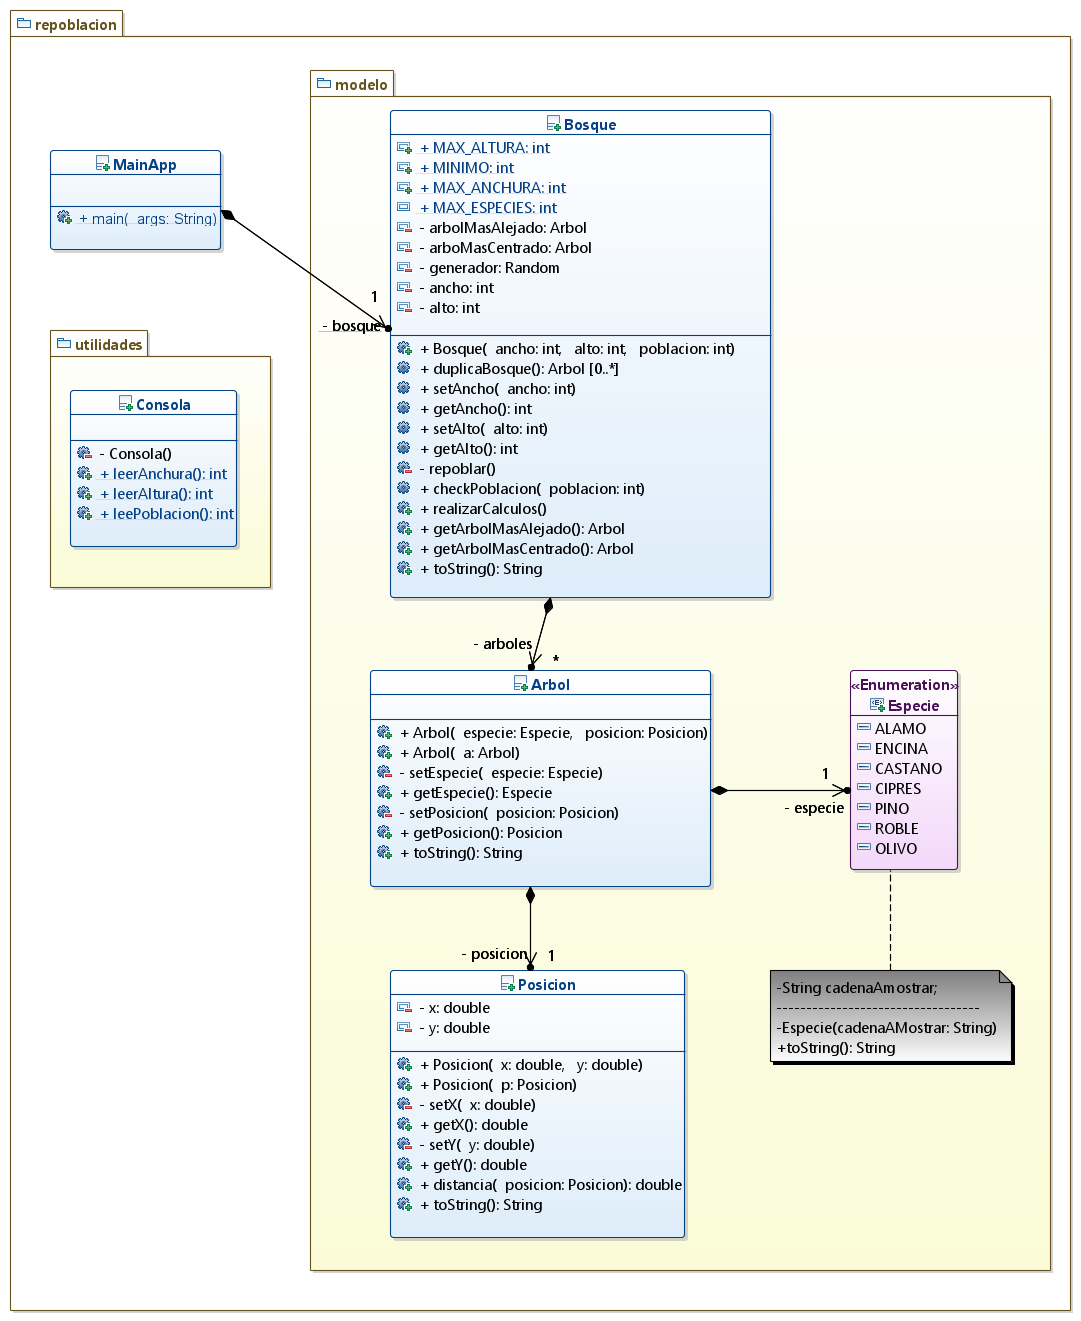 repoblacion
modelo
MainApp
+ main( args: String)
Bosque
+ MAX_ALTURA: int
+ MINIMO: int
+ MAX_ANCHURA: int
+ MAX_ESPECIES: int
- arbolMasAlejado: Arbol
- arboMasCentrado: Arbol
- generador: Random
- ancho: int
- alto: int
+ Bosque( ancho: int, alto: int, poblacion: int)
+ duplicaBosque(): Arbol [0..*]
+ setAncho( ancho: int)
+ getAncho(): int
+ setAlto( alto: int)
+ getAlto(): int
- repoblar()
+ checkPoblacion( poblacion: int)
+ realizarCalculos()
+ getArbolMasAlejado(): Arbol
+ getArbolMasCentrado(): Arbol
+ toString(): String
1
- bosque
utilidades
Consola
- Consola()
+ leerAnchura(): int
+ leerAltura(): int
+ leePoblacion(): int
- arboles
*
Arbol
+ Arbol( especie: Especie, posicion: Posicion)
+ Arbol( a: Arbol)
- setEspecie( especie: Especie)
+ getEspecie(): Especie
- setPosicion( posicion: Posicion)
+ getPosicion(): Posicion
+ toString(): String
1
- especie
«Enumeration»
Especie
ALAMO
ENCINA
CASTANO
CIPRES
PINO
ROBLE
OLIVO
- posicion
1
Posicion
- x: double
- y: double
+ Posicion( x: double, y: double)
+ Posicion( p: Posicion)
- setX( x: double)
+ getX(): double
- setY( y: double)
+ getY(): double
+ distancia( posicion: Posicion): double
+ toString(): String
-String cadenaAmostrar;
-----------------------------------
-Especie(cadenaAMostrar: String)
+toString(): String